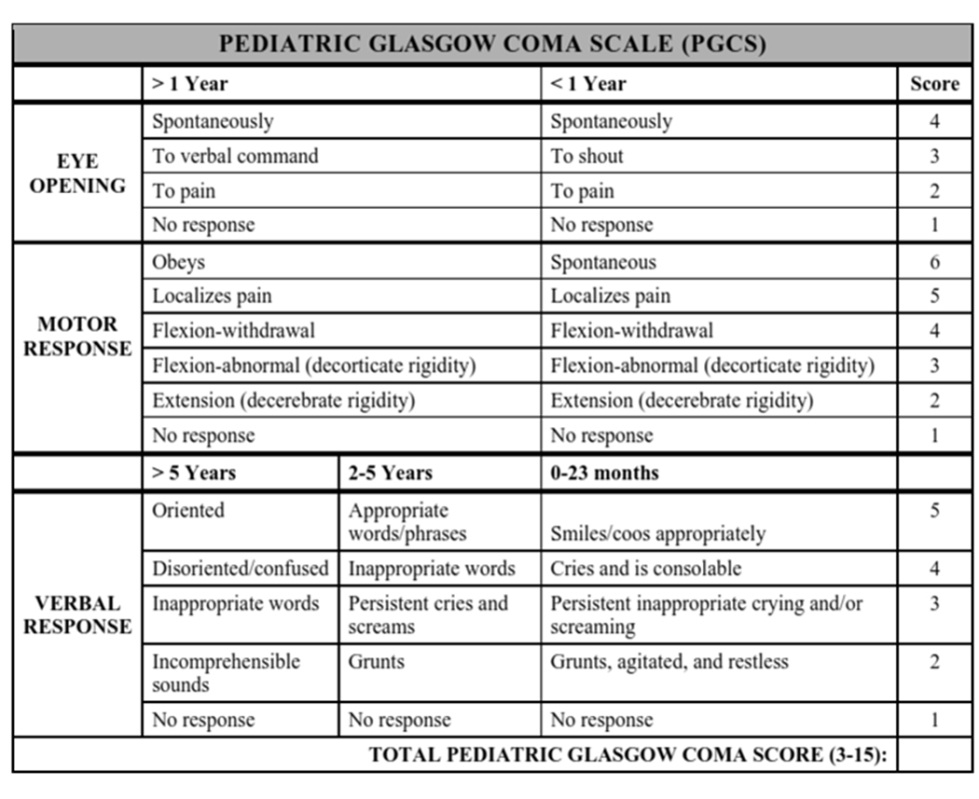 PEDIATRIC GLASGOW COMA SCALE (PGCS)
> 1 Year < 1 Year Score
EYE OPENING
Spontaneously Spontaneously 4
To verbal command To shout 3
To pain To pain 2
No response No response 1
MOTOR RESPONSE
Obeys Spontaneous 6
Localizes pain Localizes pain 5
Flexion-withdrawal Flexion-withdrawal 4
Flexion-abnormal (decorticate rigidity) Flexion-abnormal (decorticate rigidity) 3
Extension (decerebrate rigidity) Extension (decerebrate rigidity) 2
No response No response 1
> 5 Years 2-5 Years 0-23 months
VERBAL RESPONSE
Oriented Appropriate words/phrases Smiles/coos appropriately 5
Disoriented/confused Inappropriate words Cries and is consolable 4
Inappropriate words Persistent cries and screams Persistent inappropriate crying and/or screaming 3
Incomprehensible sounds Grunts Grunts, agitated, and restless 2
No response No response No response 1
TOTAL PEDIATRIC GLASGOW COMA SCORE (3-15):